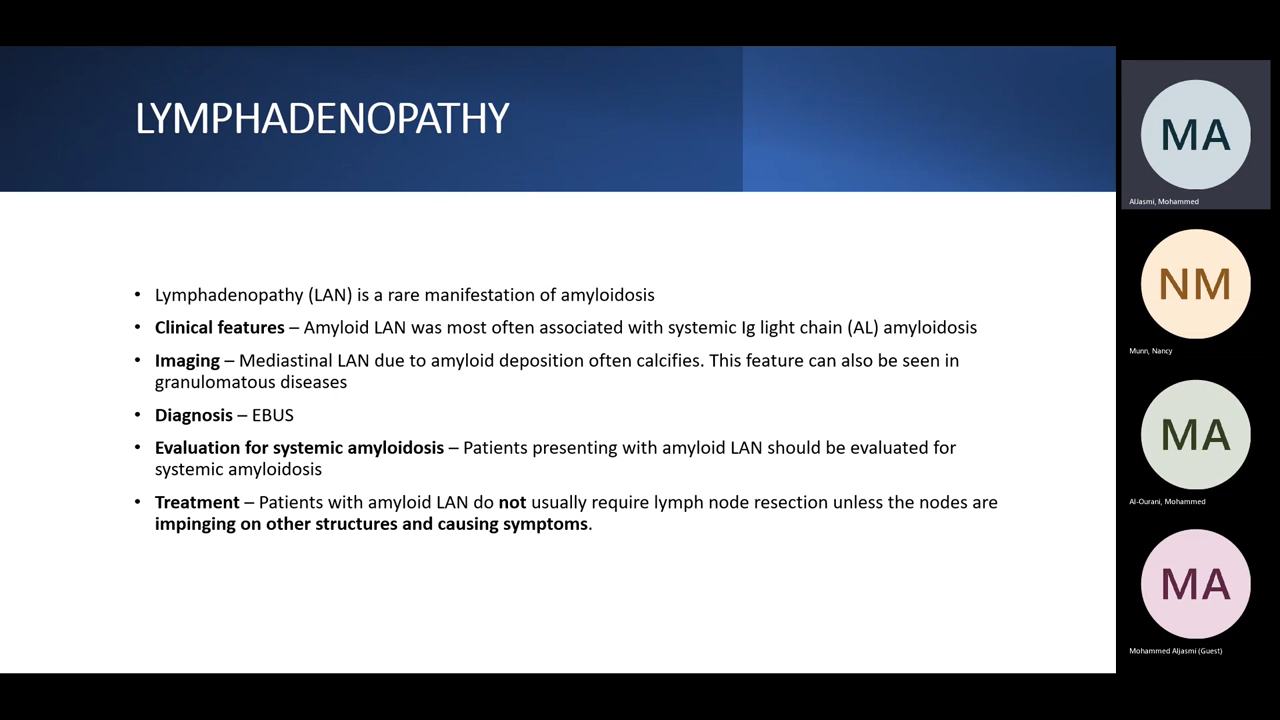 LYMPHADENOPATHY
• Lymphadenopathy (LAN) is a rare manifestation of amyloidosis
• Clinical features – Amyloid LAN was most often associated with systemic Ig light chain (AL) amyloidosis
• Imaging – Mediastinal LAN due to amyloid deposition often calcifies. This feature can also be seen in
granulomatous diseases
• Diagnosis – EBUS
• Evaluation for systemic amyloidosis – Patients presenting with amyloid LAN should be evaluated for
systemic amyloidosis
• Treatment – Patients with amyloid LAN do not usually require lymph node resection unless the nodes are
impinging on other structures and causing symptoms.
MA
AlJasmi, Mohammed
NM
Munn, Nancy
MA
Al-Ourani, Mohammed
MA
Mohammed Aljasmi (Guest)